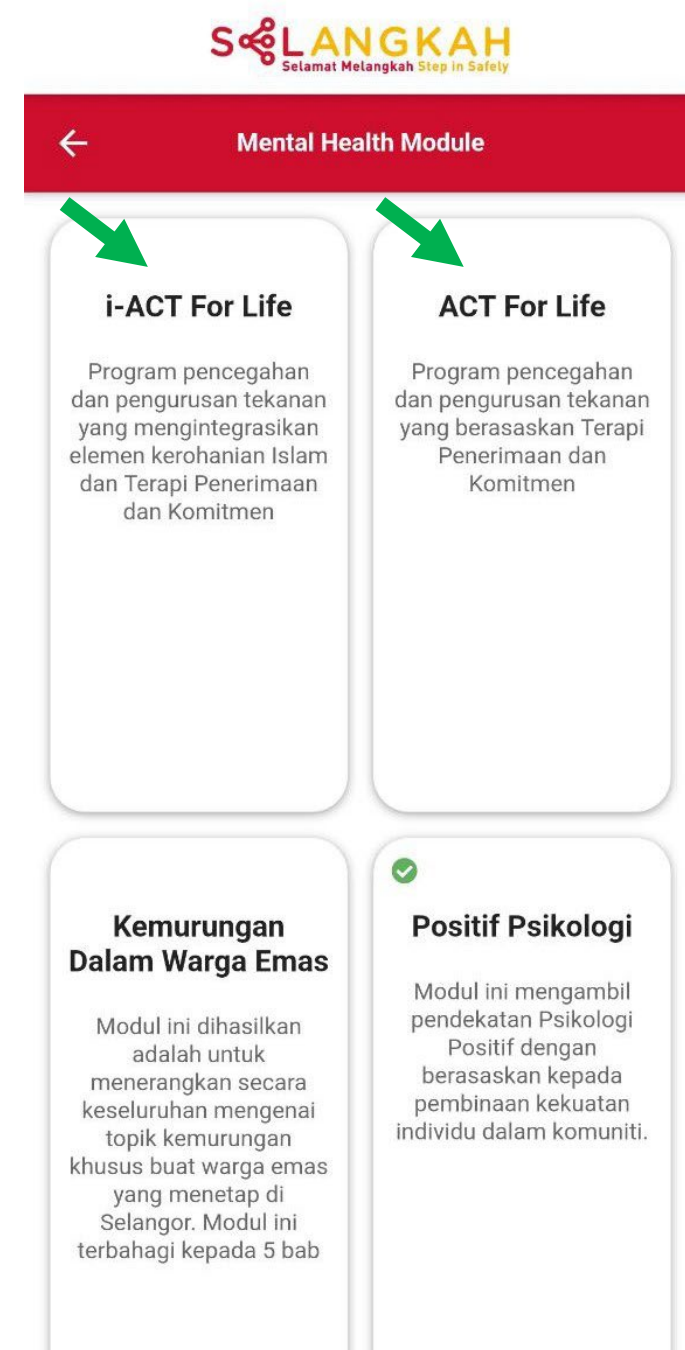 SELANGKAH
Selamat Melangkah Step in Safely
Mental Health Module
i-ACT For Life
Program pencegahan
dan pengurusan tekanan
yang mengintegrasikan
elemen kerohanian Islam
dan Terapi Penerimaan
dan Komitmen
ACT For Life
Program pencegahan
dan pengurusan tekanan
yang berasaskan Terapi
Penerimaan dan
Komitmen
Kemurungan
Dalam Warga Emas
Modul ini dihasilkan
adalah untuk
menerangkan secara
keseluruhan mengenai
topik kemurungan
khusus buat warga emas
yang menetap di
Selangor. Modul ini
terbahagi kepada 5 bab
Positif Psikologi
Modul ini mengambil
pendekatan Psikologi
Positif dengan
berasaskan kepada
pembinaan kekuatan
individu dalam komuniti.